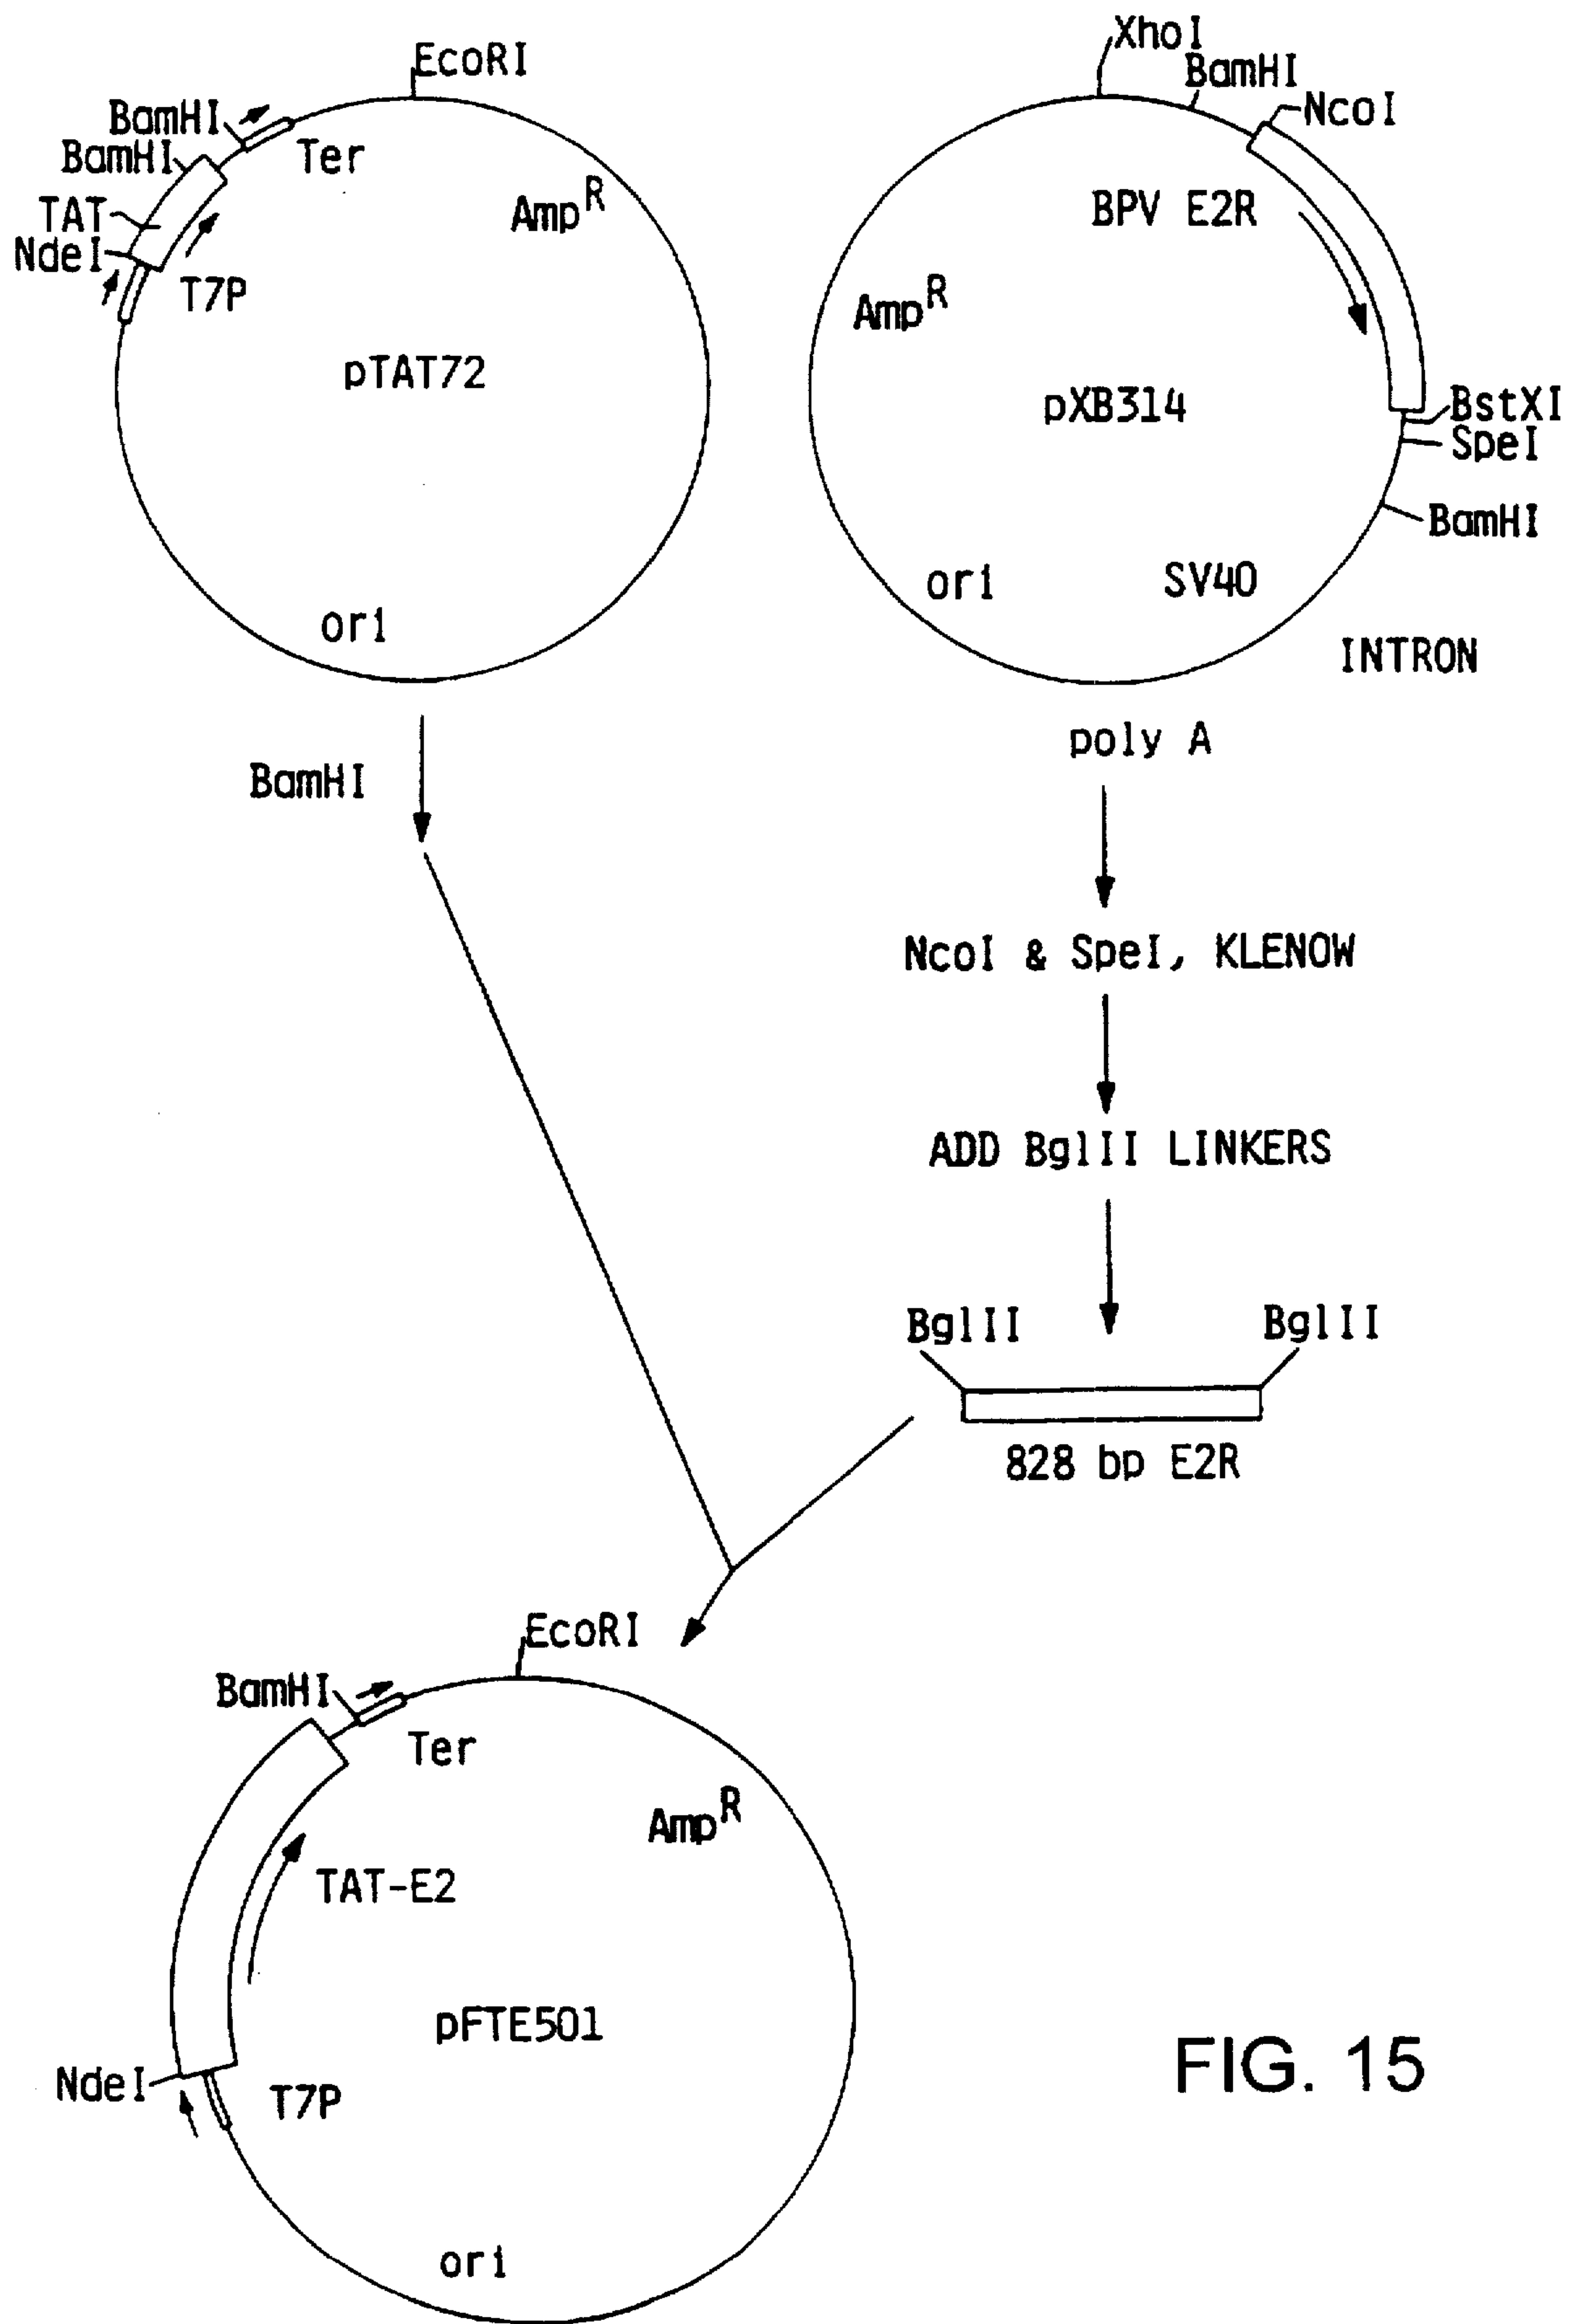 EcoRI
BamHI
BamHI
Ter
TAT
NdeI
T7P
Amp^R
pTAT72
ori
XhoI
BamHI
NcoI
BPV E2R
Amp^R
pXB314
BstXI
SpeI
BamHI
ori
SV40
INTRON
poly A
BamHI
NcoI & SpeI, KLENOW
ADD BglII LINKERS
BglII
BglII
828 bp E2R
EcoRI
BamHI
Ter
Amp^R
TAT-E2
pFTE501
NdeI
T7P
ori
FIG. 15